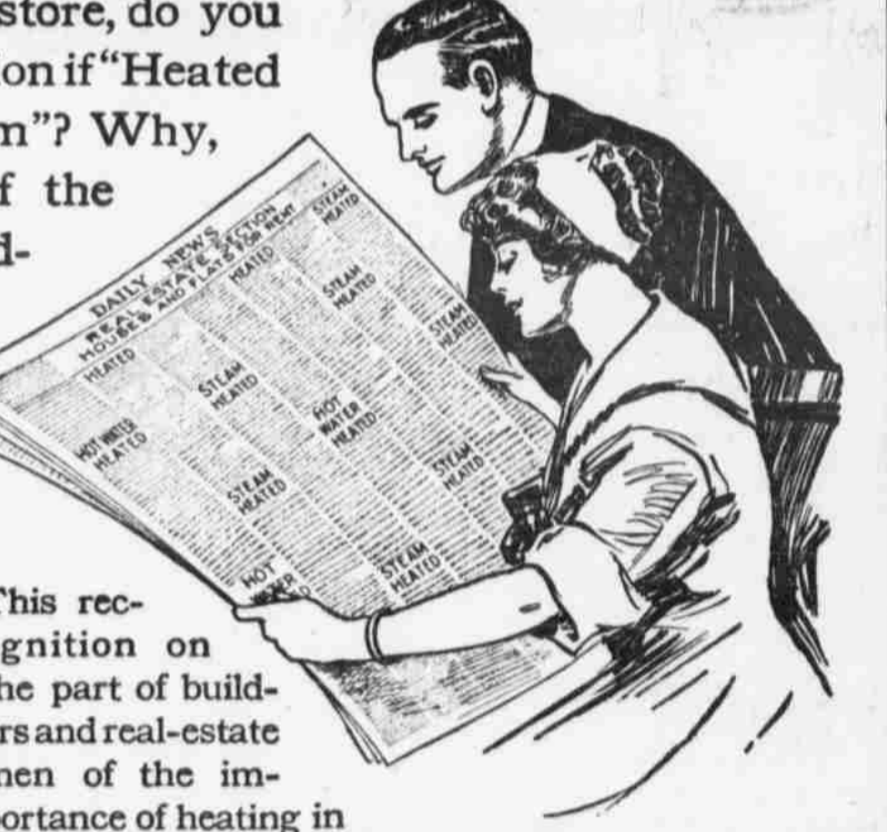 store, do you
on if "Heated
m"? Why,
f the
d-
DAILY NEWS
REAL ESTATE SECTION
HOUSES AND FLATS FOR RENT
STEAM
HEATED
HEATED
STEAM
HEATED
STEAM
HEATED
HEATED
STEAM
HEATED
HOT
WATER
HEATED
HOT WATER
HEATED
STEAM
HEATED
STEAM
HEATED
STEAM
HEATED
HOT
This rec-
gnition on
he part of build-
rs and real-estate
men of the im-
ortance of heating in